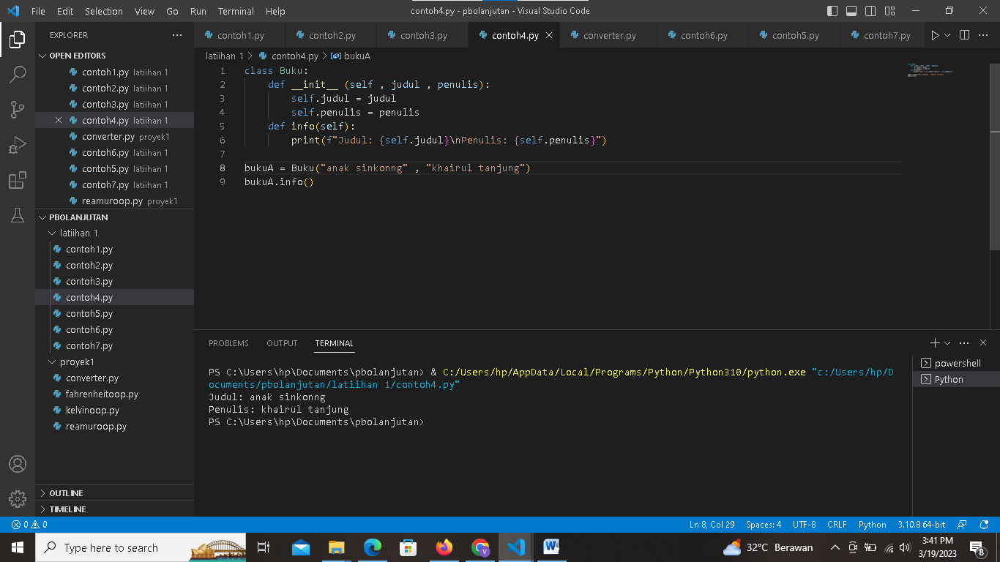 File Edit Selection View Go Run Terminal Help contoh4.py - pbolanjutan - Visual Studio Code
EXPLORER
OPEN EDITORS
contoh1.py latiihan 1
contoh2.py latiihan 1
contoh3.py latiihan 1
contoh4.py latiihan 1
converter.py proyek1
contoh6.py latiihan 1
contoh5.py latiihan 1
contoh7.py latiihan 1
reamuroop.py proyek1
PBOLANJUTAN
latiihan 1
contoh1.py
contoh2.py
contoh3.py
contoh4.py
contoh5.py
contoh6.py
contoh7.py
proyek1
converter.py
fahrenheitoop.py
kelvinoop.py
reamuroop.py
OUTLINE
TIMELINE
contoh1.py contoh2.py contoh3.py contoh4.py converter.py contoh6.py contoh5.py contoh7.py
latiihan 1 > contoh4.py > bukuA
1 class Buku:
2     def __init__ (self , judul , penulis):
3         self.judul = judul
4         self.penulis = penulis
5     def info(self):
6         print(f"Judul: {self.judul}\nPenulis: {self.penulis}")
7
8 bukuA = Buku("anak sinkonng" , "khairul tanjung")
9 bukuA.info()
PROBLEMS OUTPUT TERMINAL
PS C:\Users\hp\Documents\pbolanjutan> & C:/Users/hp/AppData/Local/Programs/Python/Python310/python.exe "c:/Users/hp/D
ocuments/pbolanjutan/latiihan 1/contoh4.py"
Judul: anak sinkonng
Penulis: khairul tanjung
PS C:\Users\hp\Documents\pbolanjutan>
powershell
Python
0 0 Ln 8, Col 29 Spaces: 4 UTF-8 CRLF Python 3.10.8 64-bit
Type here to search 32°C Berawan 3:41 PM
3/19/2023
8